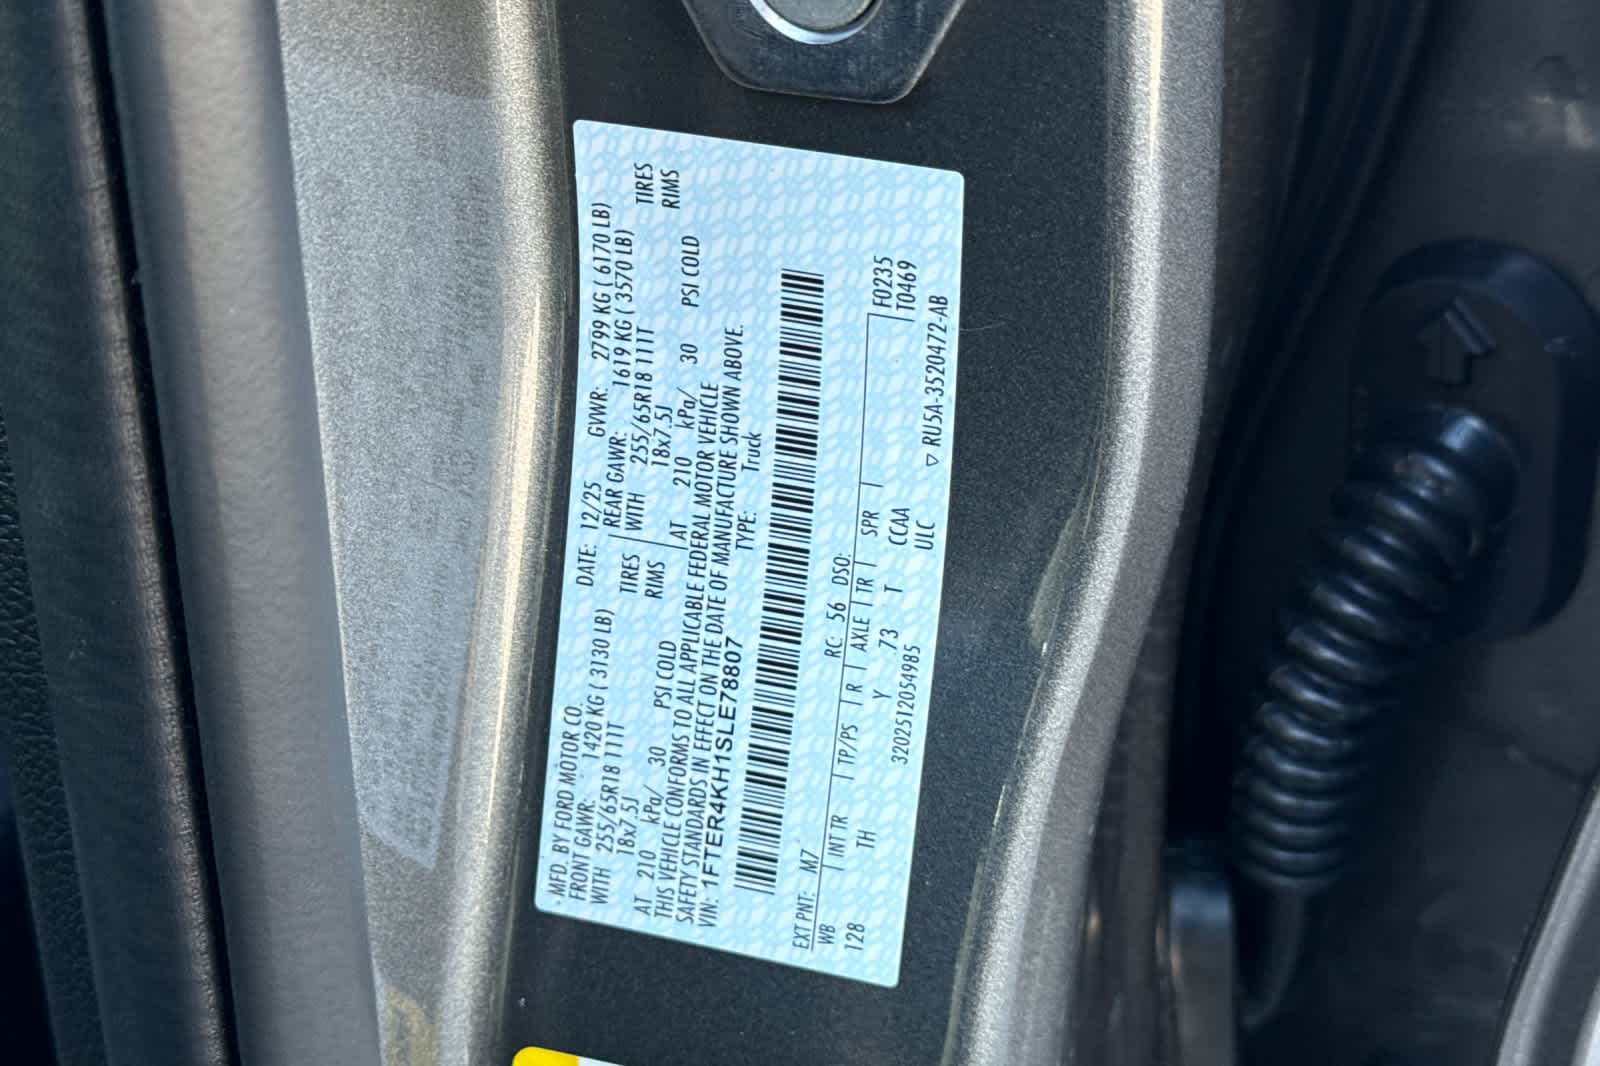 MFD. BY FORD MOTOR CO.
DATE: 12/25 GVWR: 2799 KG ( 6170 LB)
FRONT GAWR: 1420 KG ( 3130 LB) REAR GAWR: 1619 KG ( 3570 LB)
WITH 255/65R18 111T TIRES WITH 255/65R18 111T TIRES
18x7.5J RIMS 18x7.5J RIMS
AT 210 kPa/ 30 PSI COLD AT 210 kPa/ 30 PSI COLD
THIS VEHICLE CONFORMS TO ALL APPLICABLE FEDERAL MOTOR VEHICLE
SAFETY STANDARDS IN EFFECT ON THE DATE OF MANUFACTURE SHOWN ABOVE.
VIN: 1FTER4KH1SLE78807 TYPE: Truck
EXT PNT: M7 RC: 56 DSO:
WB INT TR TP/PS R AXLE TR SPR F0235
128 TH Y 73 T CCAA T0469
3202512054985 ULC
▽ RU5A-3520472-AB